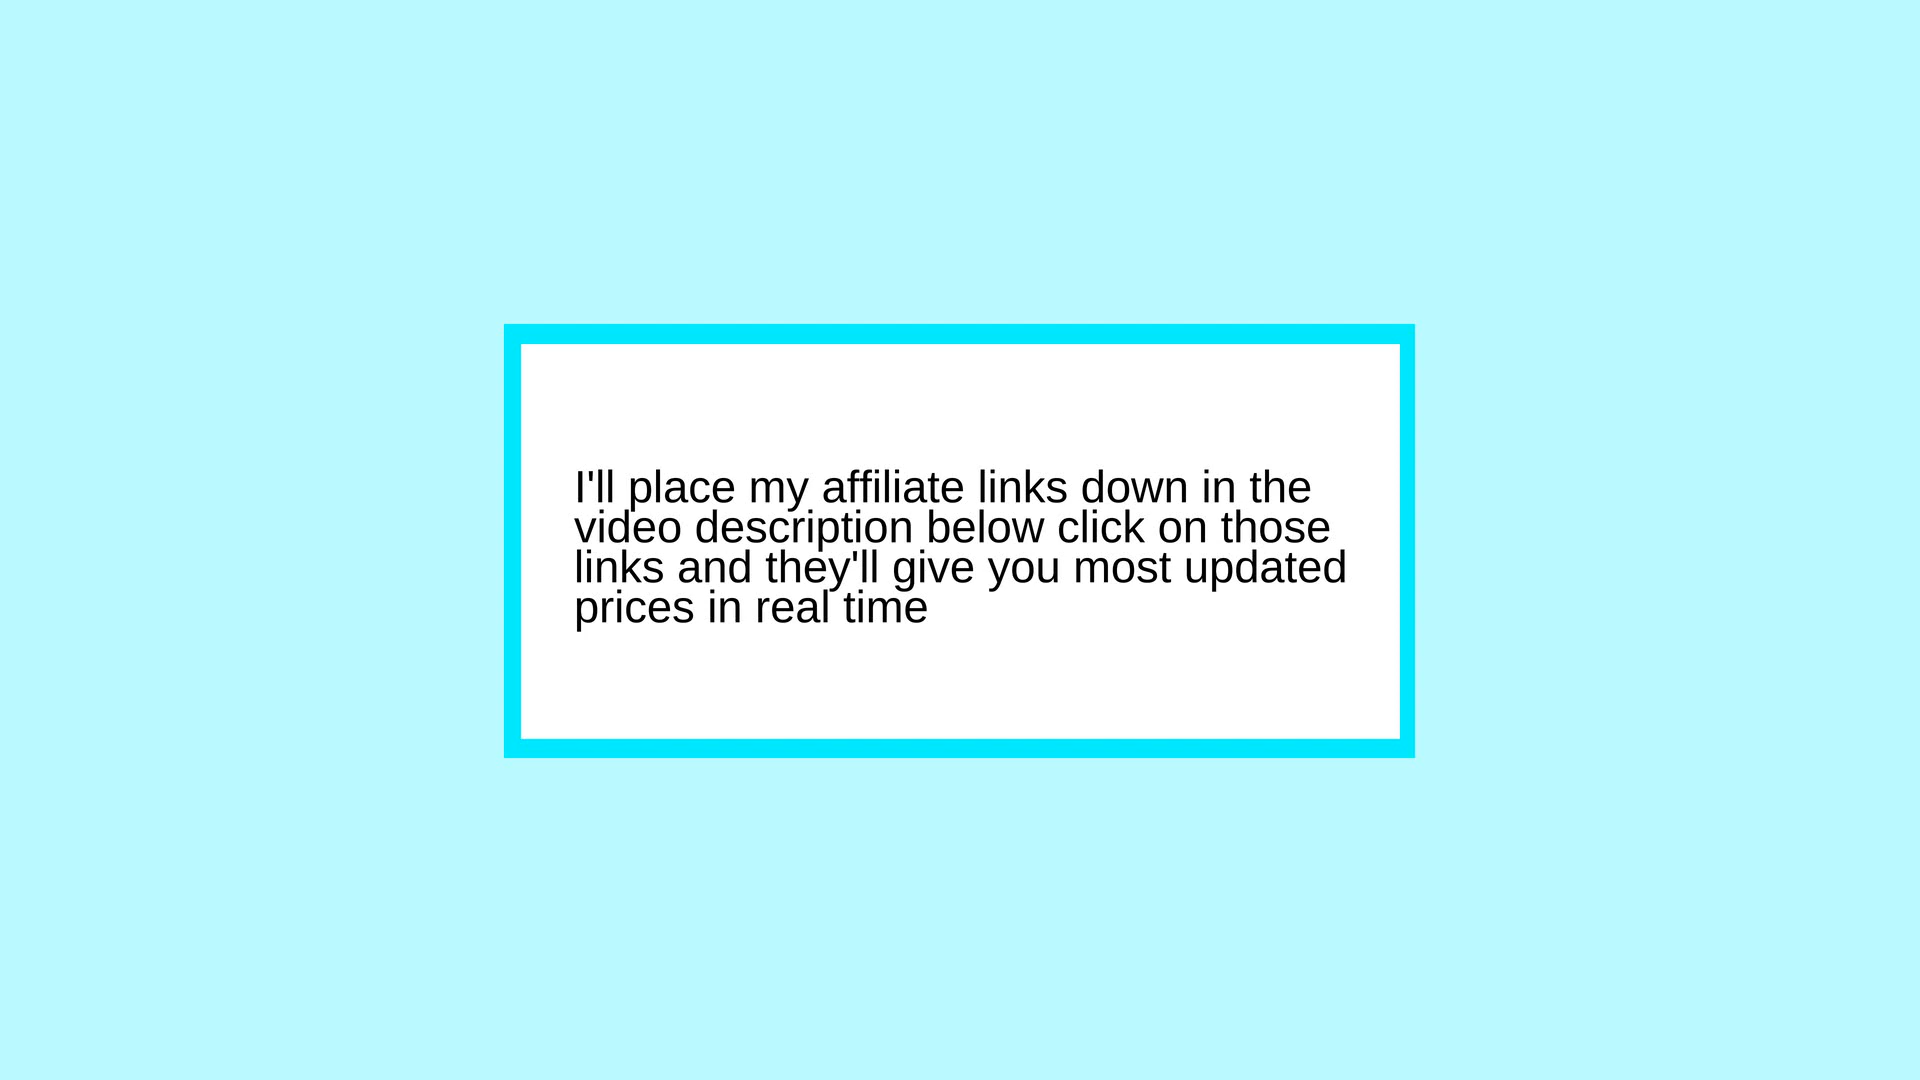 I'll place my affiliate links down in the
video description below click on those
links and they'll give you most updated
prices in real time